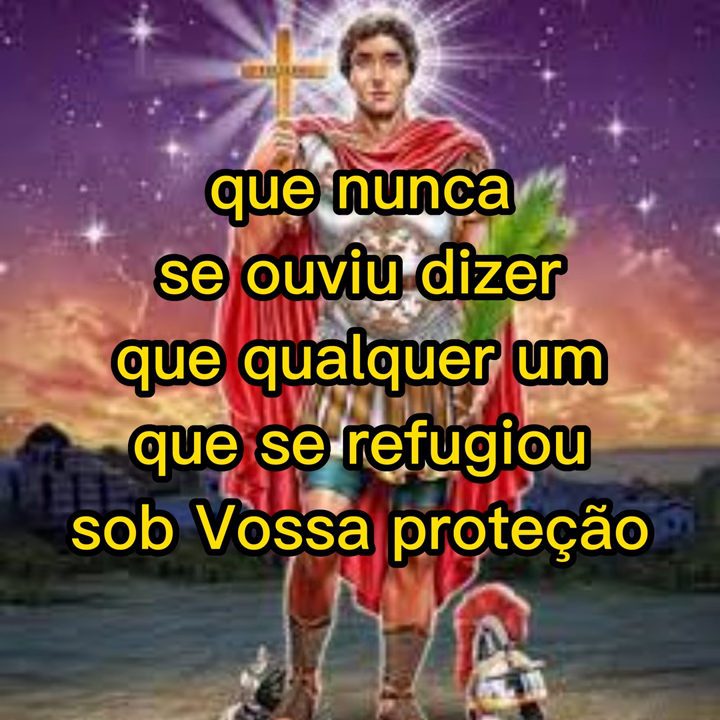 que nunca
se ouviu dizer
que qualquer um
que se refugiou
sob Vossa proteção